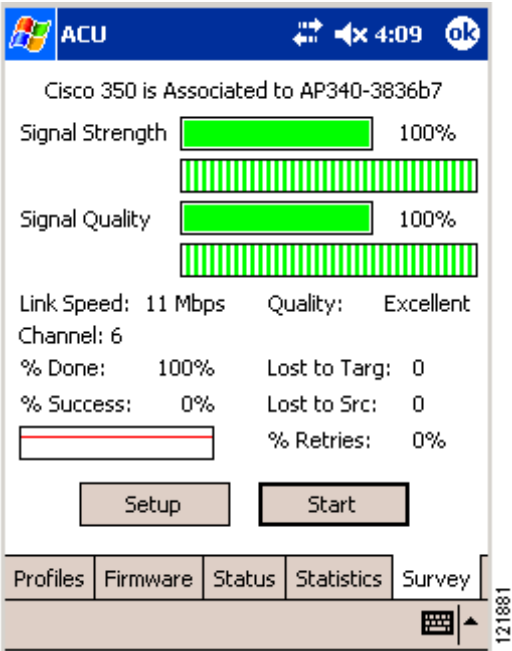 ACU 4:09 ok
Cisco 350 is Associated to AP340-3836b7
Signal Strength 100%
Signal Quality 100%
Link Speed: 11 Mbps Quality: Excellent
Channel: 6
% Done: 100% Lost to Targ: 0
% Success: 0% Lost to Src: 0
% Retries: 0%
Setup Start
Profiles Firmware Status Statistics Survey
121881